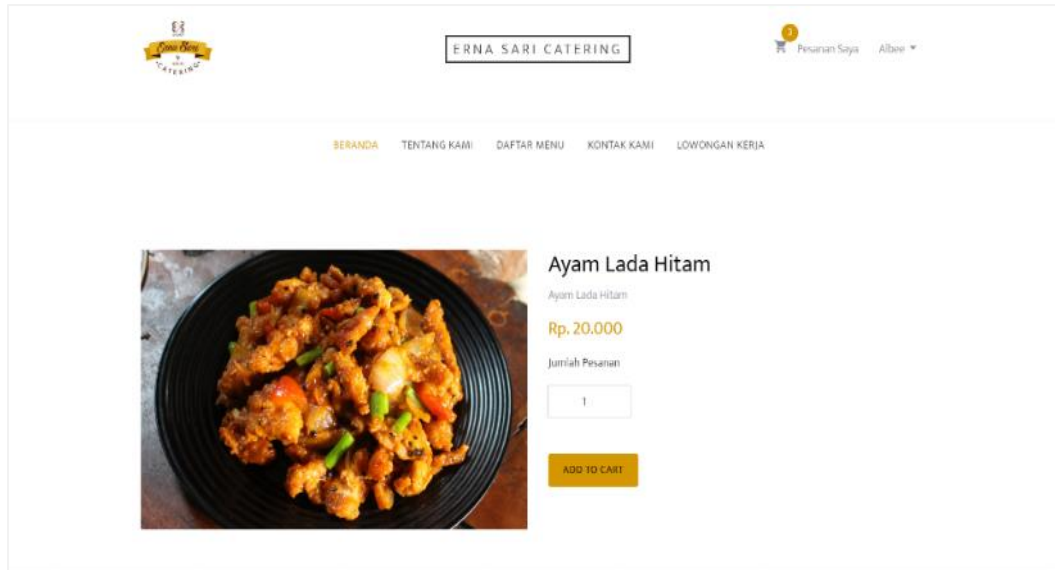 Erna Sari
CATERING
ERNA SARI CATERING
3
Pesanan Saya
Albee
BERANDA
TENTANG KAMI
DAFTAR MENU
KONTAK KAMI
LOWONGAN KERJA
Ayam Lada Hitam
Ayam Lada Hitam
Rp. 20.000
Jumlah Pesanan
1
ADD TO CART